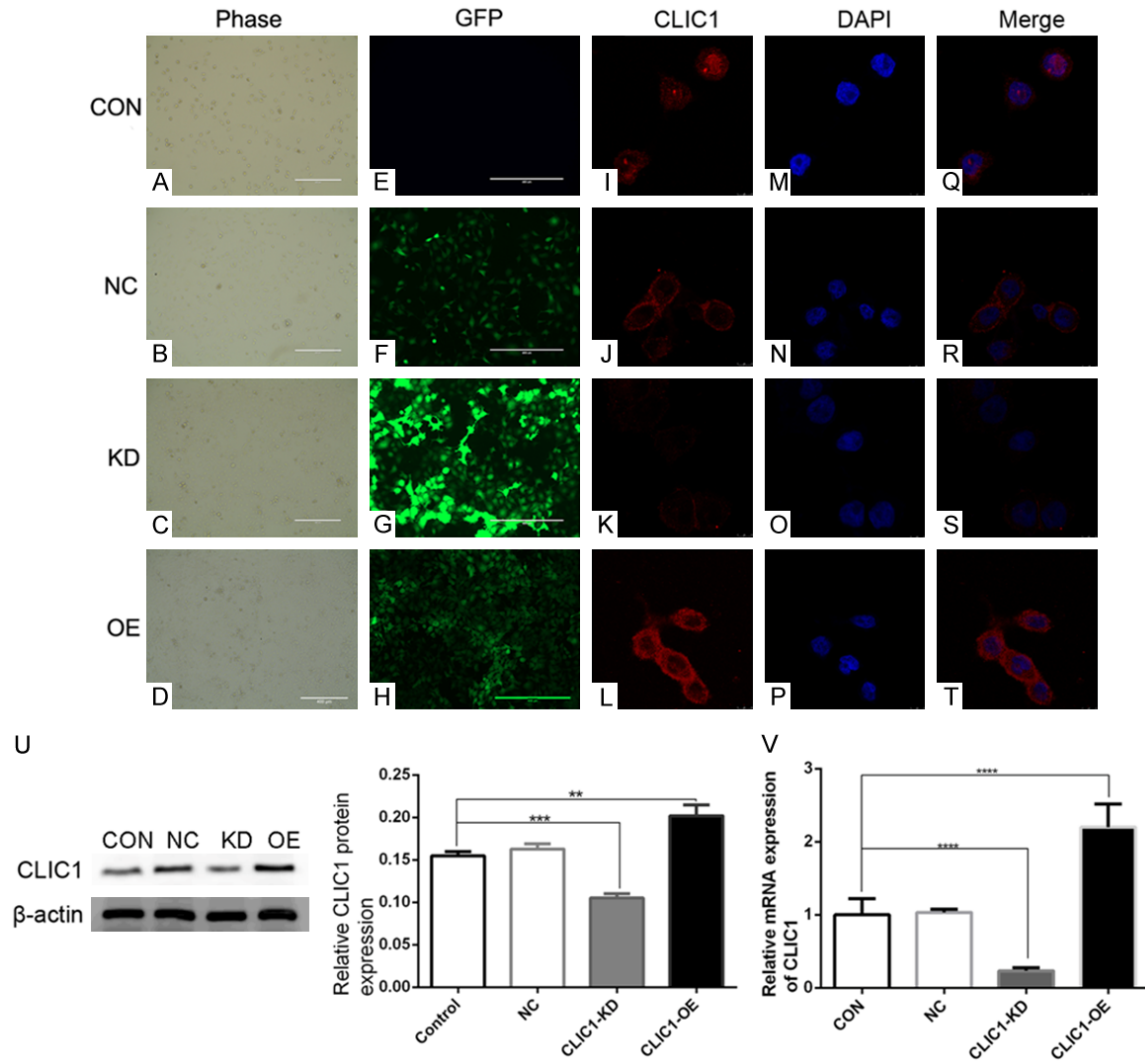 Phase GFP CLIC1 DAPI Merge
CON
A E I M Q
NC
B F J N R
KD
C G K O S
OE
D H L P T
U
CON NC KD OE
CLIC1
β-actin
Relative CLIC1 protein
expression
0.25
0.20
0.15
0.10
0.05
0.00
**
***
Control NC CLIC1-KD CLIC1-OE
V
Relative mRNA expression
of CLIC1
3
2
1
0
****
****
CON NC CLIC1-KD CLIC1-OE